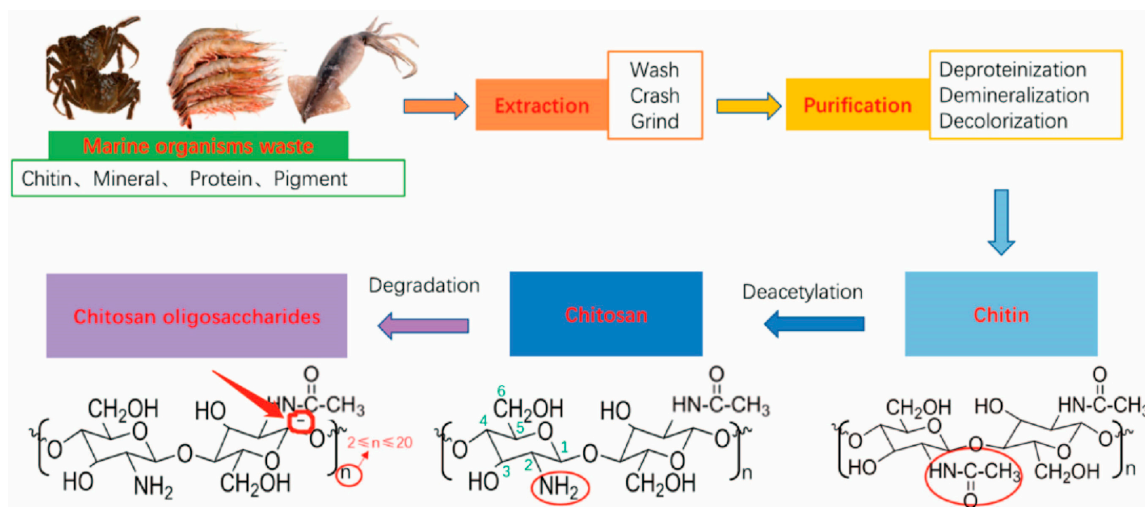 Marine organisms waste
Chitin、Mineral、 Protein、Pigment
Extraction
Wash
Crash
Grind
Purification
Deproteinization
Demineralization
Decolorization
Chitin
Deacetylation
Chitosan
Degradation
Chitosan oligosaccharides
O
HN-C-CH₃
CH₂OH
HO
O
O
O
O
HO
NH₂
CH₂OH
n
2≤n≤20
O
HN-C-CH₃
6
CH₂OH
HO
4
5
O
1
O
O
O
O
3
2
HO
NH₂
CH₂OH
n
O
HN-C-CH₃
CH₂OH
HO
O
O
O
O
O
HO
HN-C-CH₃
O
CH₂OH
n